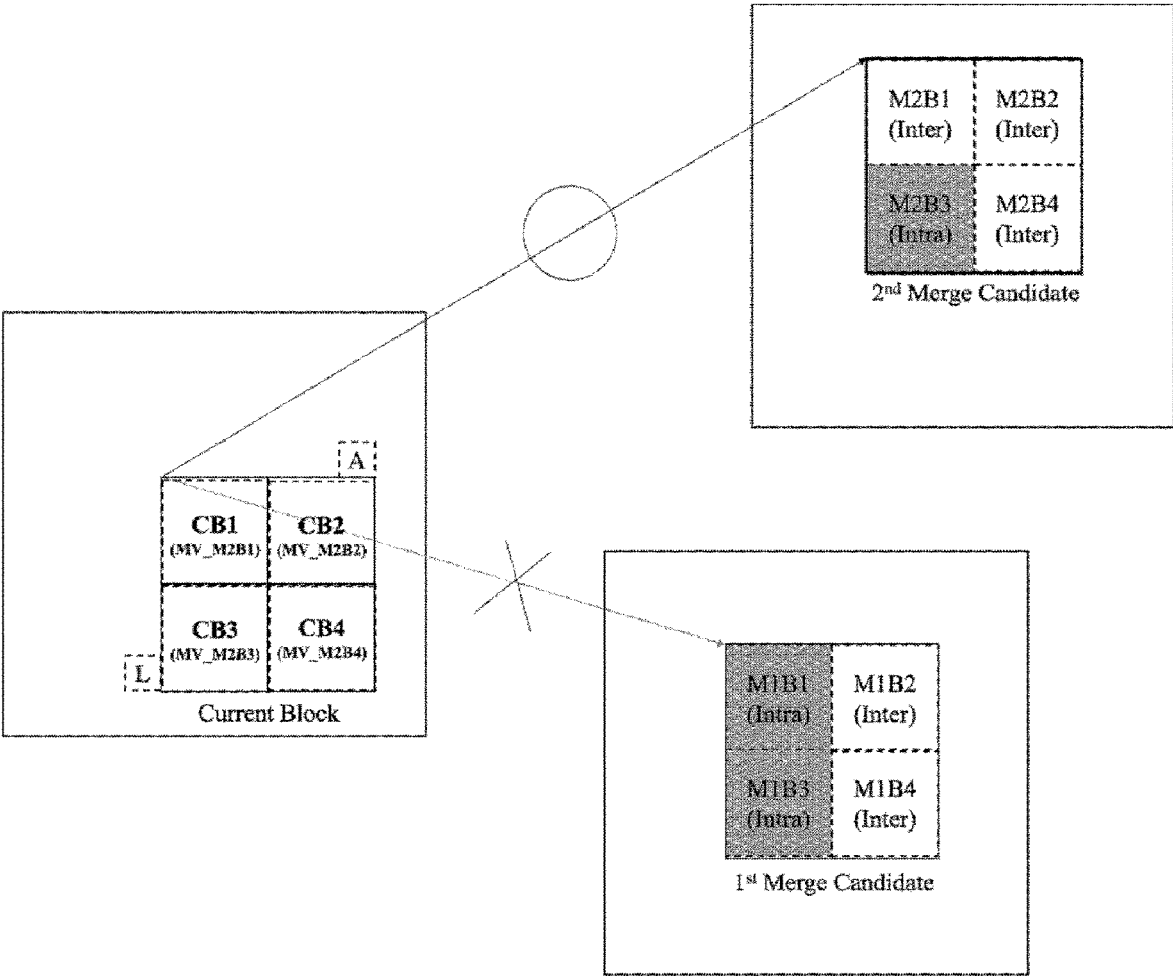 M2B1
(Inter)
M2B2
(Inter)
M2B3
(Intra)
M2B4
(Inter)
2nd Merge Candidate
A
CB1
(MV_M2B1)
CB2
(MV_M2B2)
CB3
(MV_M2B3)
CB4
(MV_M2B4)
L
Current Block
M1B1
(Intra)
M1B2
(Inter)
M1B3
(Intra)
M1B4
(Inter)
1st Merge Candidate